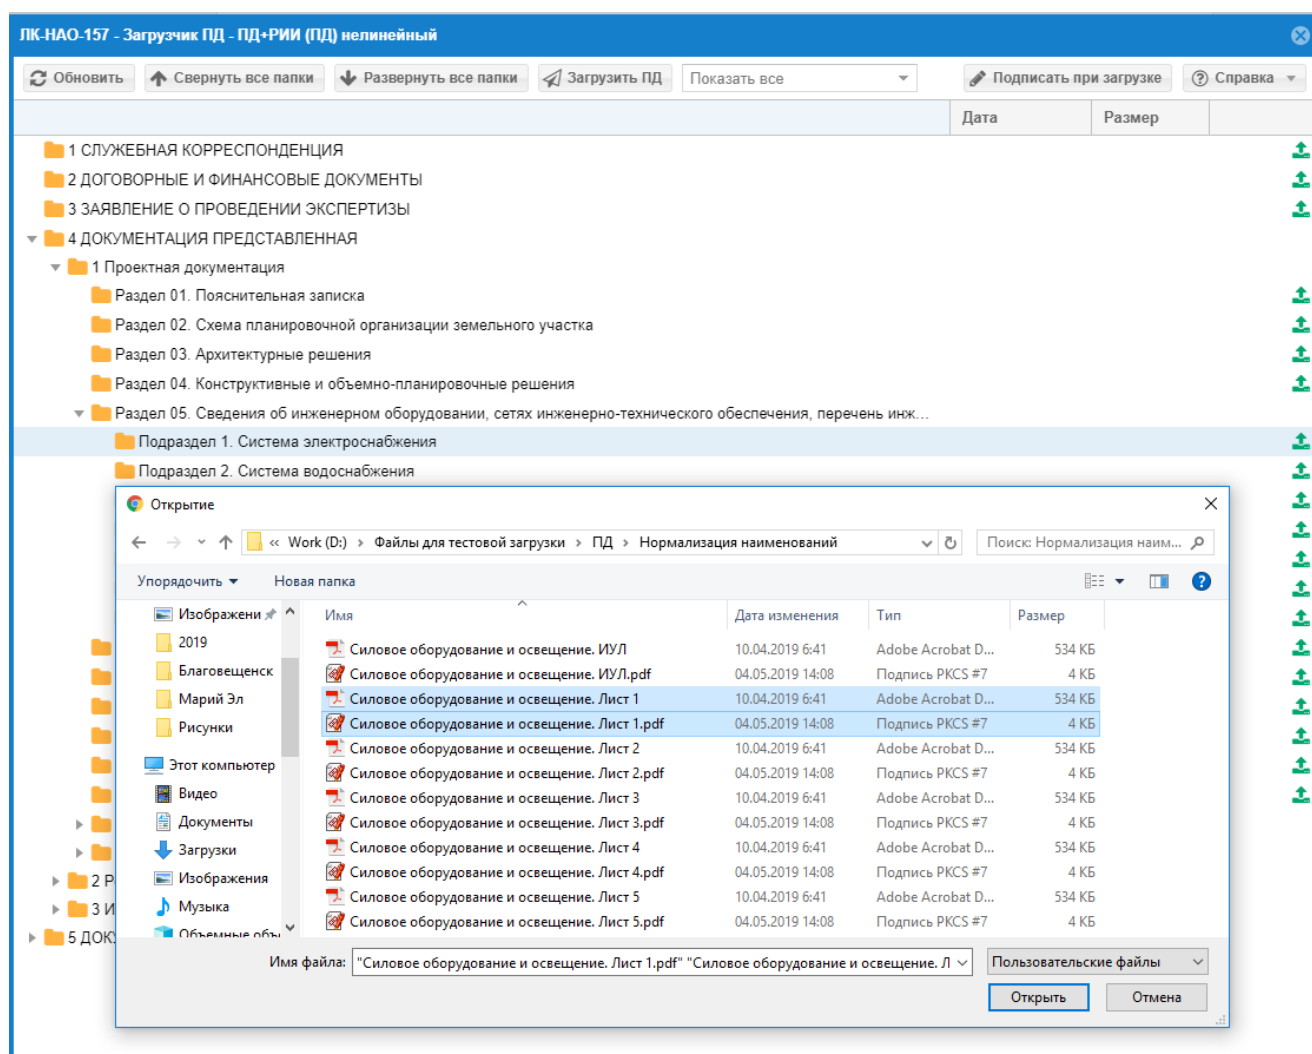 ЛК-НАО-157 - Загрузчик ПД - ПД+РИИ (ПД) нелинейный
Обновить Свернуть все папки Развернуть все папки Загрузить ПД Показать все Подписать при загрузке Справка
Дата Размер
1 СЛУЖЕБНАЯ КОРРЕСПОНДЕНЦИЯ
2 ДОГОВОРНЫЕ И ФИНАНСОВЫЕ ДОКУМЕНТЫ
3 ЗАЯВЛЕНИЕ О ПРОВЕДЕНИИ ЭКСПЕРТИЗЫ
4 ДОКУМЕНТАЦИЯ ПРЕДСТАВЛЕННАЯ
1 Проектная документация
Раздел 01. Пояснительная записка
Раздел 02. Схема планировочной организации земельного участка
Раздел 03. Архитектурные решения
Раздел 04. Конструктивные и объемно-планировочные решения
Раздел 05. Сведения об инженерном оборудовании, сетях инженерно-технического обеспечения, перечень инж...
Подраздел 1. Система электроснабжения
Подраздел 2. Система водоснабжения
Открытие
« Work (D:) › Файлы для тестовой загрузки › ПД › Нормализация наименований Поиск: Нормализация наим...
Упорядочить Новая папка
Изображени Имя Дата изменения Тип Размер
2019 Силовое оборудование и освещение. ИУЛ 10.04.2019 6:41 Adobe Acrobat D... 534 КБ
Благовещенск Силовое оборудование и освещение. ИУЛ.pdf 04.05.2019 14:08 Подпись PKCS #7 4 КБ
Марий Эл Силовое оборудование и освещение. Лист 1 10.04.2019 6:41 Adobe Acrobat D... 534 КБ
Рисунки Силовое оборудование и освещение. Лист 1.pdf 04.05.2019 14:08 Подпись PKCS #7 4 КБ
Силовое оборудование и освещение. Лист 2 10.04.2019 6:41 Adobe Acrobat D... 534 КБ
Этот компьютер Силовое оборудование и освещение. Лист 2.pdf 04.05.2019 14:08 Подпись PKCS #7 4 КБ
Видео Силовое оборудование и освещение. Лист 3 10.04.2019 6:41 Adobe Acrobat D... 534 КБ
Документы Силовое оборудование и освещение. Лист 3.pdf 04.05.2019 14:08 Подпись PKCS #7 4 КБ
Загрузки Силовое оборудование и освещение. Лист 4 10.04.2019 6:41 Adobe Acrobat D... 534 КБ
Изображения Силовое оборудование и освещение. Лист 4.pdf 04.05.2019 14:08 Подпись PKCS #7 4 КБ
2 Р Музыка Силовое оборудование и освещение. Лист 5 10.04.2019 6:41 Adobe Acrobat D... 534 КБ
3 И Объемные объ Силовое оборудование и освещение. Лист 5.pdf 04.05.2019 14:08 Подпись PKCS #7 4 КБ
5 ДОК
Имя файла: "Силовое оборудование и освещение. Лист 1.pdf" "Силовое оборудование и освещение. Л Пользовательские файлы
Открыть Отмена